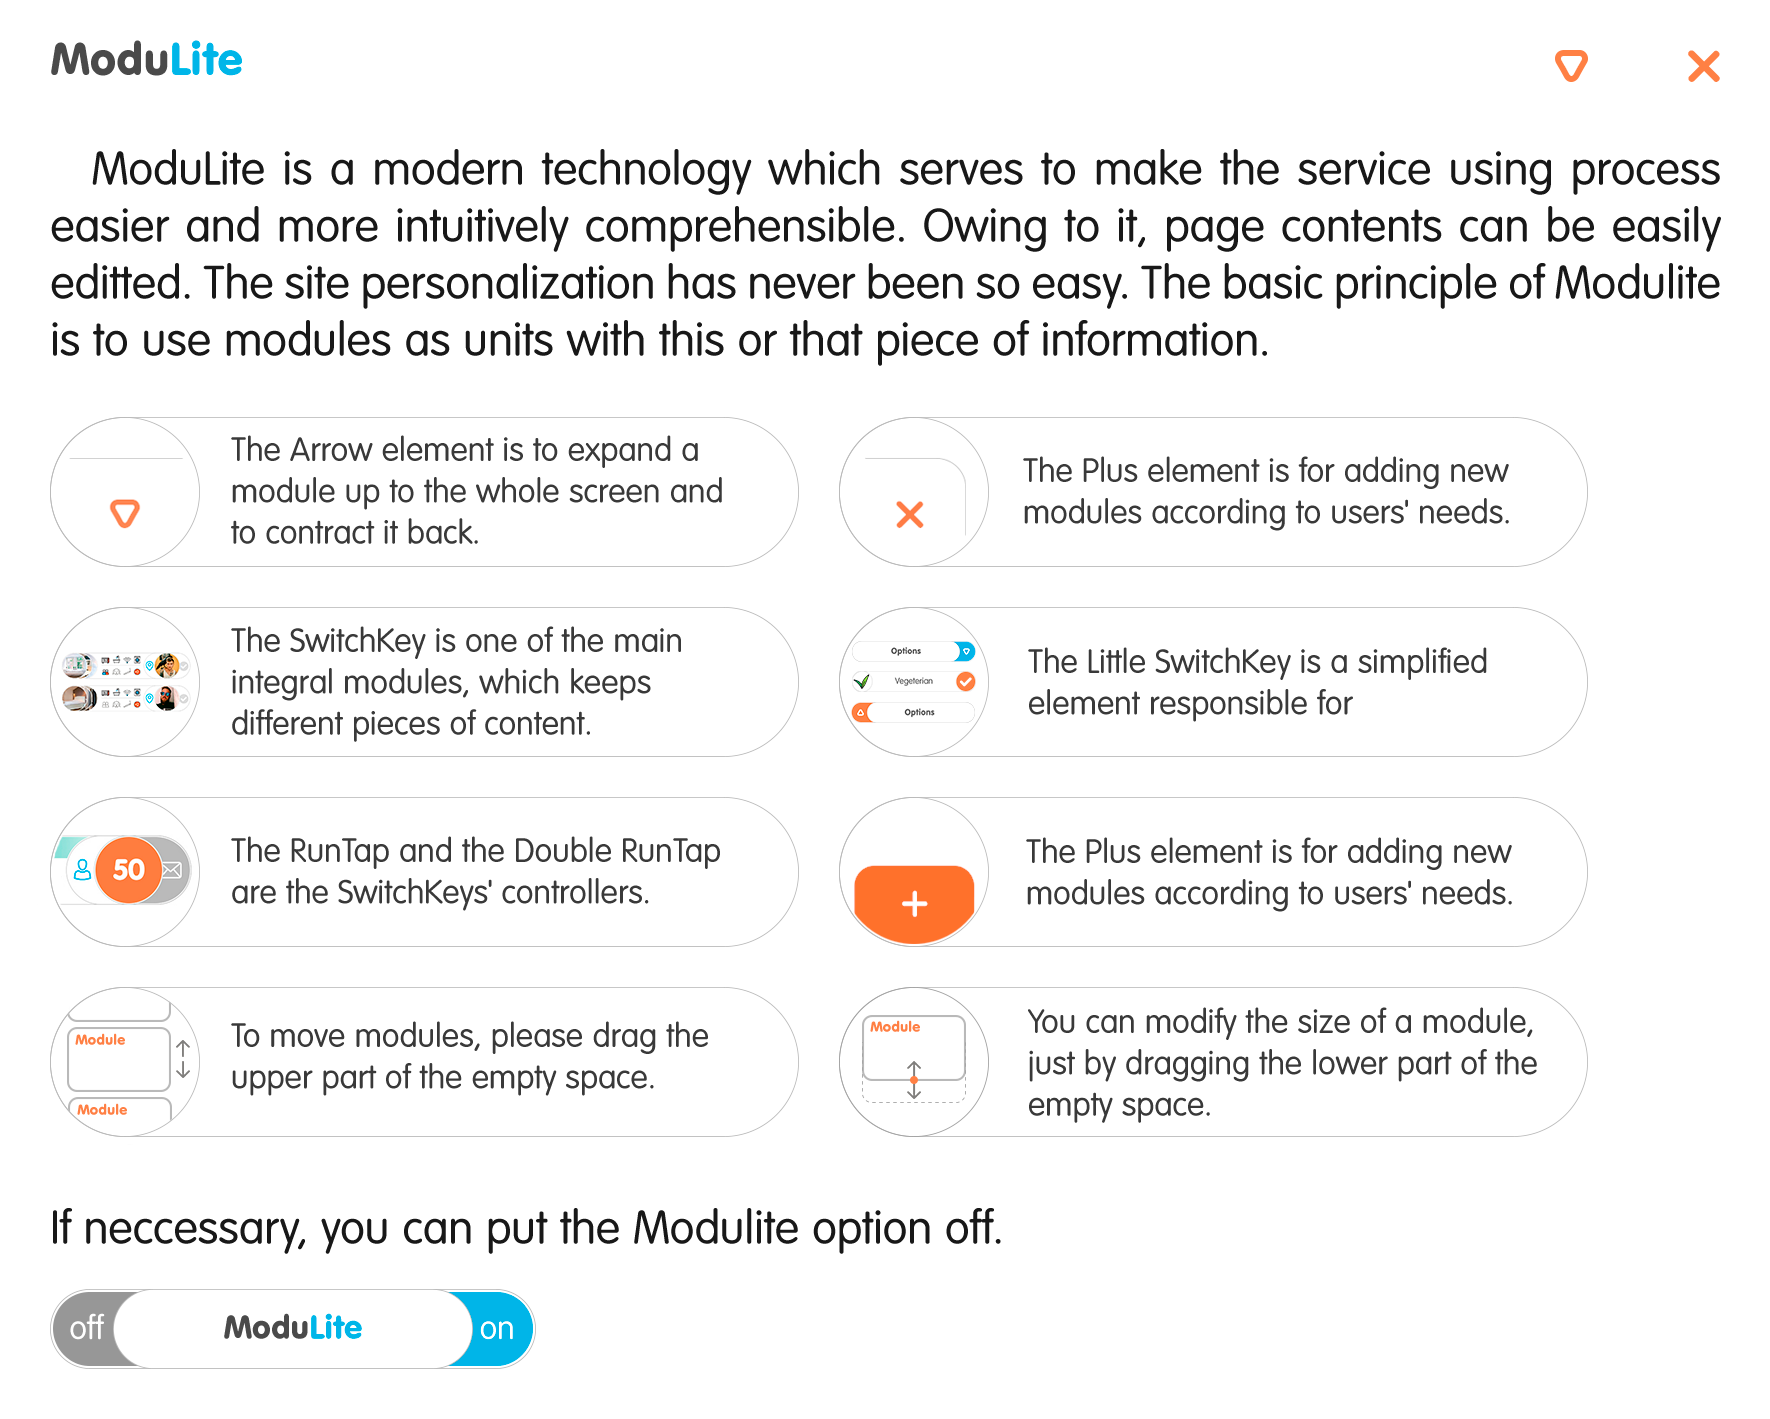 ModuLite
ModuLite is a modern technology which serves to make the service using process
easier and more intuitively comprehensible. Owing to it, page contents can be easily
editted. The site personalization has never been so easy. The basic principle of Modulite
is to use modules as units with this or that piece of information.
The Arrow element is to expand a
module up to the whole screen and
to contract it back.
The Plus element is for adding new
modules according to users' needs.
The SwitchKey is one of the main
integral modules, which keeps
different pieces of content.
Options
Vegeterian
Options
The Little SwitchKey is a simplified
element responsible for
50
The RunTap and the Double RunTap
are the SwitchKeys' controllers.
The Plus element is for adding new
modules according to users' needs.
Module
Module
To move modules, please drag the
upper part of the empty space.
Module
You can modify the size of a module,
just by dragging the lower part of the
empty space.
If neccessary, you can put the Modulite option off.
off ModuLite on